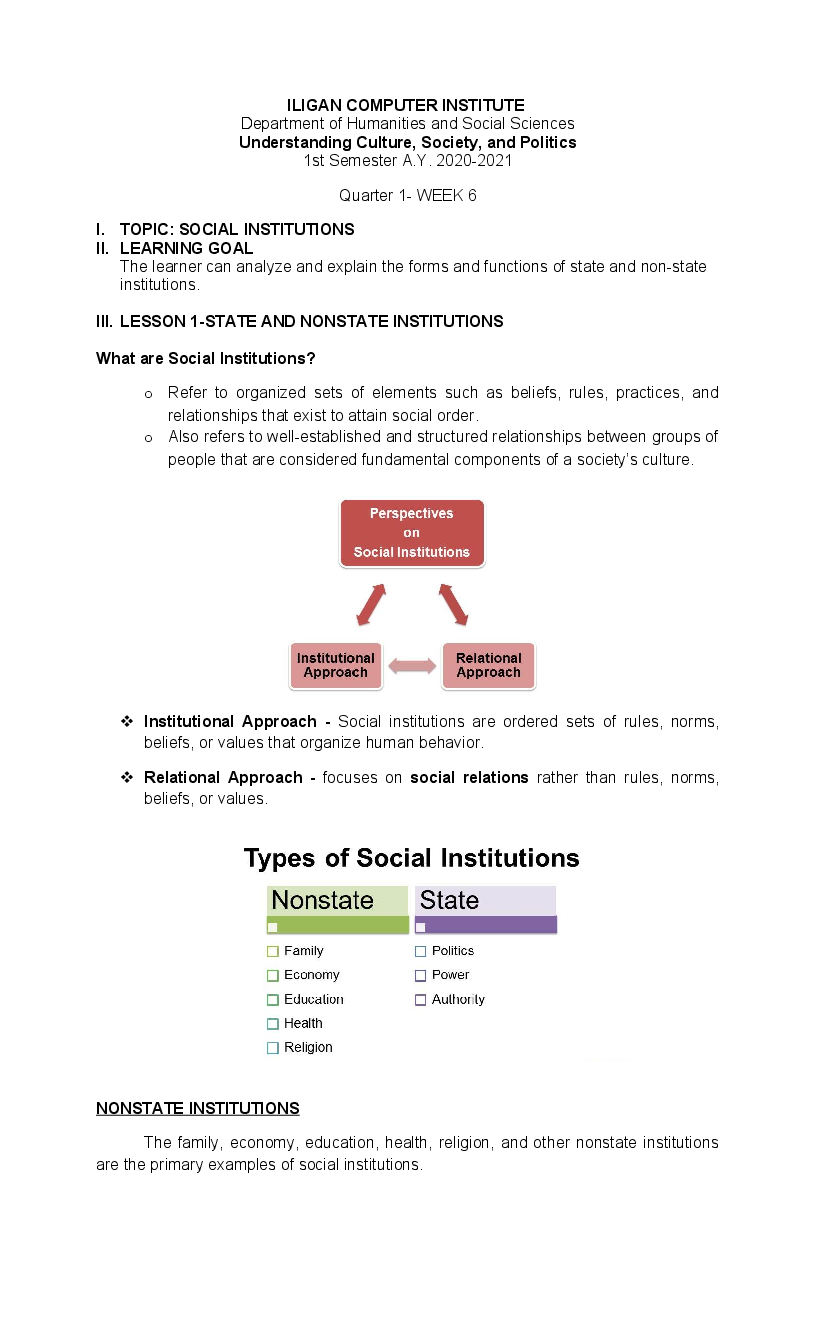 ILIGAN COMPUTER INSTITUTE
Department of Humanities and Social Sciences
Understanding Culture, Society, and Politics
1st Semester A.Y. 2020-2021
Quarter 1- WEEK 6
I. TOPIC: SOCIAL INSTITUTIONS
II. LEARNING GOAL
The learner can analyze and explain the forms and functions of state and non-state
institutions.
III. LESSON 1-STATE AND NONSTATE INSTITUTIONS
What are Social Institutions?
o Refer to organized sets of elements such as beliefs, rules, practices, and
relationships that exist to attain social order.
o Also refers to well-established and structured relationships between groups of
people that are considered fundamental components of a society's culture.
Perspectives
on
Social Institutions
Institutional
Approach
Relational
Approach
❖ Institutional Approach - Social institutions are ordered sets of rules, norms,
beliefs, or values that organize human behavior.
❖ Relational Approach - focuses on social relations rather than rules, norms,
beliefs, or values.
Types of Social Institutions
Nonstate
Family
Economy
Education
Health
Religion
State
Politics
Power
Authority
NONSTATE INSTITUTIONS
The family, economy, education, health, religion, and other nonstate institutions
are the primary examples of social institutions.